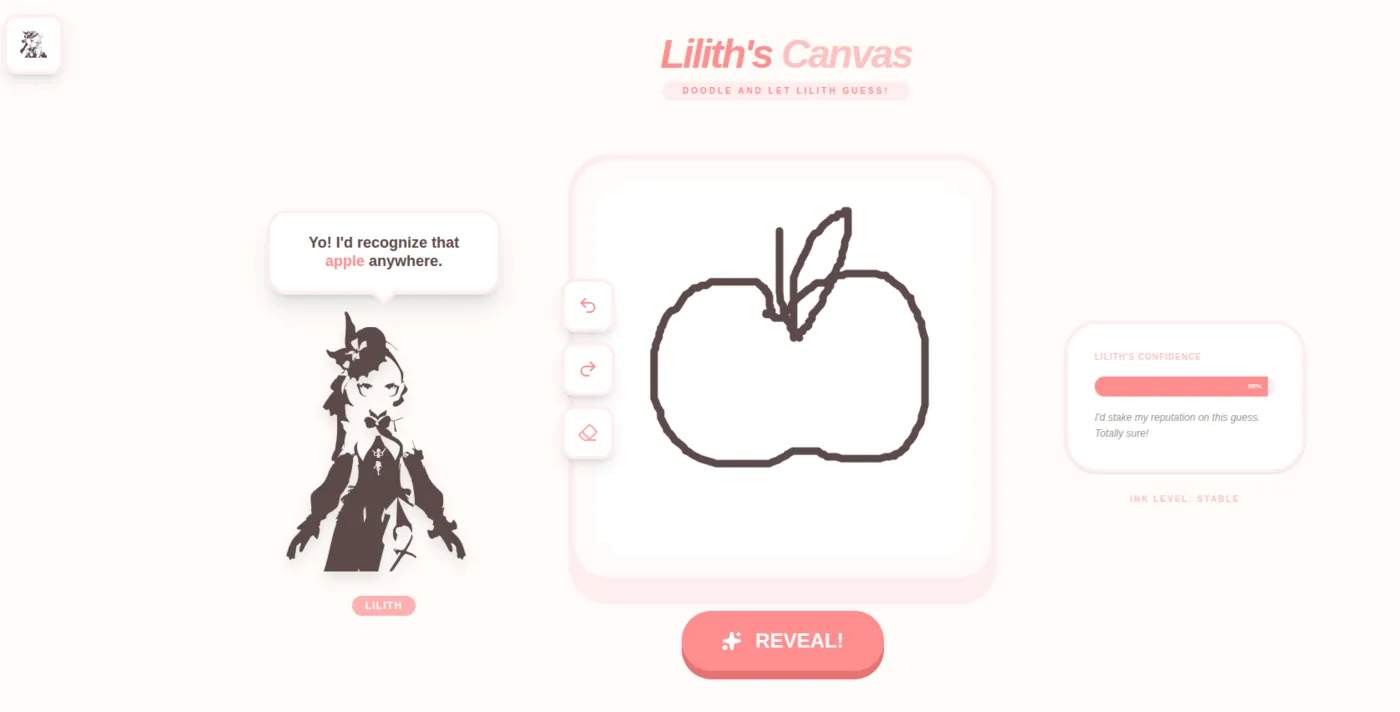 Lilith's Canvas
DOODLE AND LET LILITH GUESS!
Yo! I'd recognize that
apple anywhere.
LILITH
REVEAL!
LILITH'S CONFIDENCE
I'd stake my reputation on this guess.
Totally sure!
INK LEVEL: STABLE